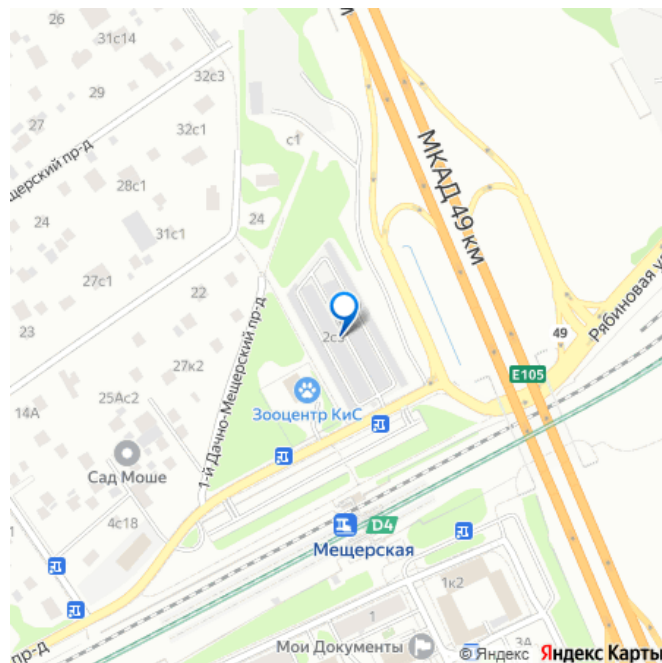 26
31с14
32с3
29
27
32с1
с1
щерский пр-д
28с1
24
24
31с1
МКАД 49 км
27с1
22
23
2с3
27к2
Рябиновая у
49
E105
25Ас2
14А
1-й Дачно-Мещерский пр-д
Зооцентр КиС
Сад Моше
4с18
D4
Мещерская
1к2
1
3А
пр-д
Мои Документы
© Яндекс Яндекс Карты